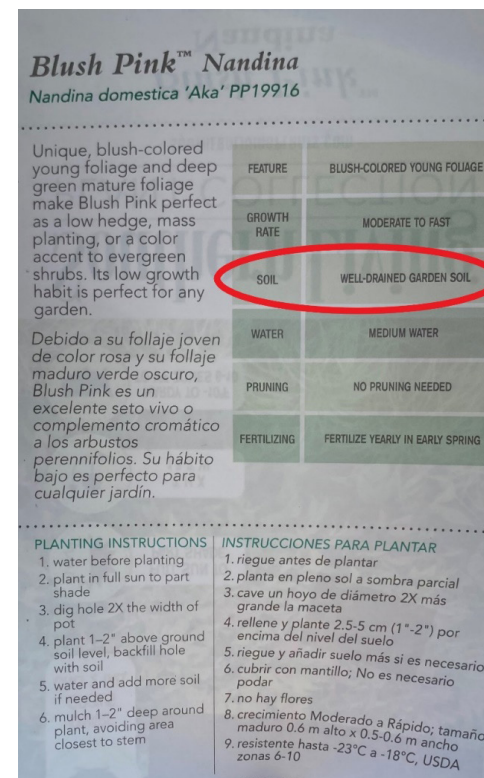 Blush Pink™ Nandina
Nandina domestica 'Aka' PP19916
Unique, blush-colored
young foliage and deep
green mature foliage
make Blush Pink perfect
as a low hedge, mass
planting, or a color
accent to evergreen
shrubs. Its low growth
habit is perfect for any
garden.
Debido a su follaje joven
de color rosa y su follaje
maduro verde oscuro,
Blush Pink es un
excelente seto vivo o
complemento cromático
a los arbustos
perennifolios. Su hábito
bajo es perfecto para
cualquier jardín.
FEATURE BLUSH-COLORED YOUNG FOLIAGE
GROWTH
RATE MODERATE TO FAST
SOIL WELL-DRAINED GARDEN SOIL
WATER MEDIUM WATER
PRUNING NO PRUNING NEEDED
FERTILIZING FERTILIZE YEARLY IN EARLY SPRING
PLANTING INSTRUCTIONS
1. water before planting
2. plant in full sun to part
shade
3. dig hole 2X the width of
pot
4. plant 1–2" above ground
soil level, backfill hole
with soil
5. water and add more soil
if needed
6. mulch 1–2" deep around
plant, avoiding area
closest to stem
INSTRUCCIONES PARA PLANTAR
1. riegue antes de plantar
2. planta en pleno sol a sombra parcial
3. cave un hoyo de diámetro 2X más
grande la maceta
4. rellene y plante 2.5-5 cm (1"-2") por
encima del nivel del suelo
5. riegue y añadir suelo más si es necesario
6. cubrir con mantillo; No es necesario
podar
7. no hay flores
8. crecimiento Moderado a Rápido; tamaño
maduro 0.6 m alto x 0.5-0.6 m ancho
9. resistente hasta -23°C a -18°C, USDA
zonas 6-10